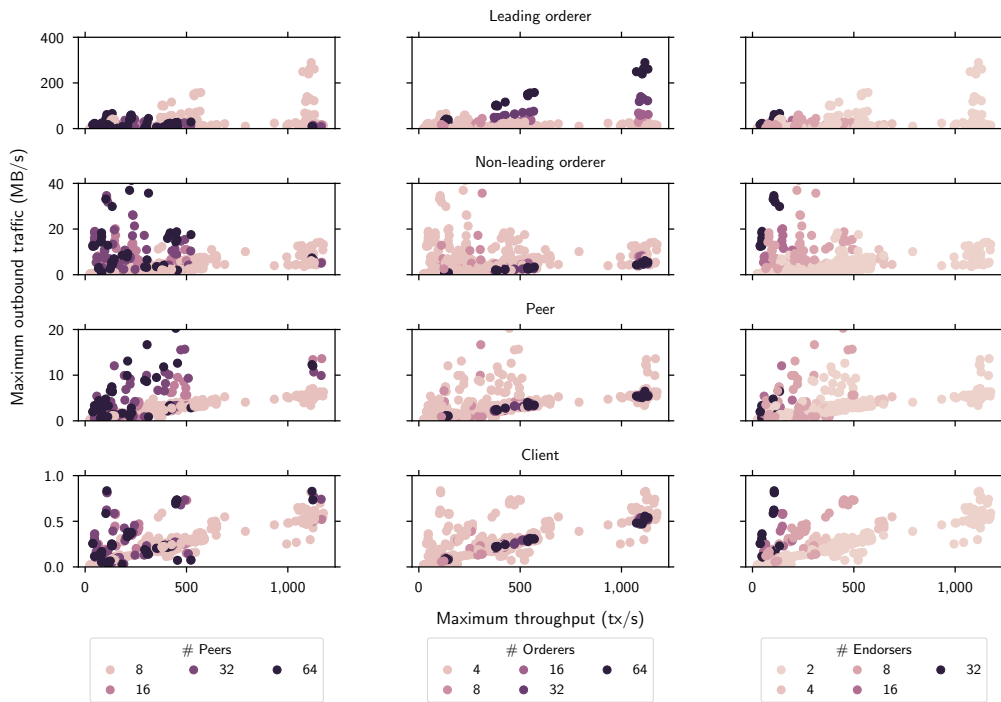 Leading orderer
400
200
0
Non-leading orderer
40
20
0
Peer
20
10
0
Client
1.0
0.5
0.0
0 500 1,000 0 500 1,000 0 500 1,000
Maximum outbound traffic (MB/s)
Maximum throughput (tx/s)
# Peers
8 32 64
16
# Orderers
4 16 64
8 32
# Endorsers
2 8 32
4 16